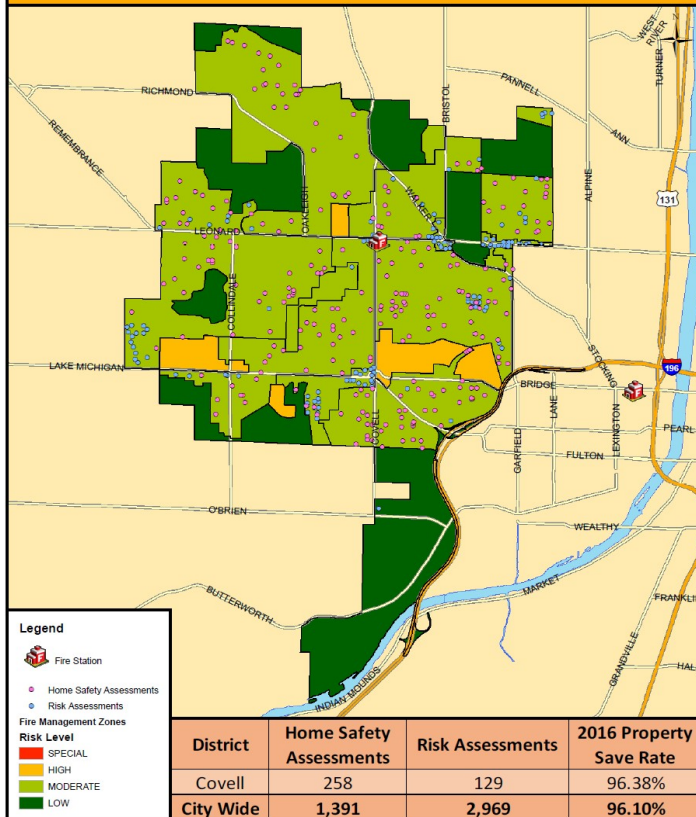 WEST RIVER
TURNER
PANNELL
BRISTOL
RICHMOND
ANN
REMEMBRANCE
ALPINE
131
OAKLEIGH
WALKER
LEONARD
COLLINDALE
STOCKING
LAKE MICHIGAN
196
BRIDGE
LANE
LEXINGTON
COVELL
GARFIELD
PEARL
FULTON
O'BRIEN
WEALTHY
MARKET
BUTTERWORTH
FRANKLIN
GRANDVILLE
INDIAN MOUNDS
HAL
Legend
Fire Station
Home Safety Assessments
Risk Assessments
Fire Management Zones
Risk Level
SPECIAL
HIGH
MODERATE
LOW
District Home Safety Assessments Risk Assessments 2016 Property Save Rate
Covell 258 129 96.38%
City Wide 1,391 2,969 96.10%